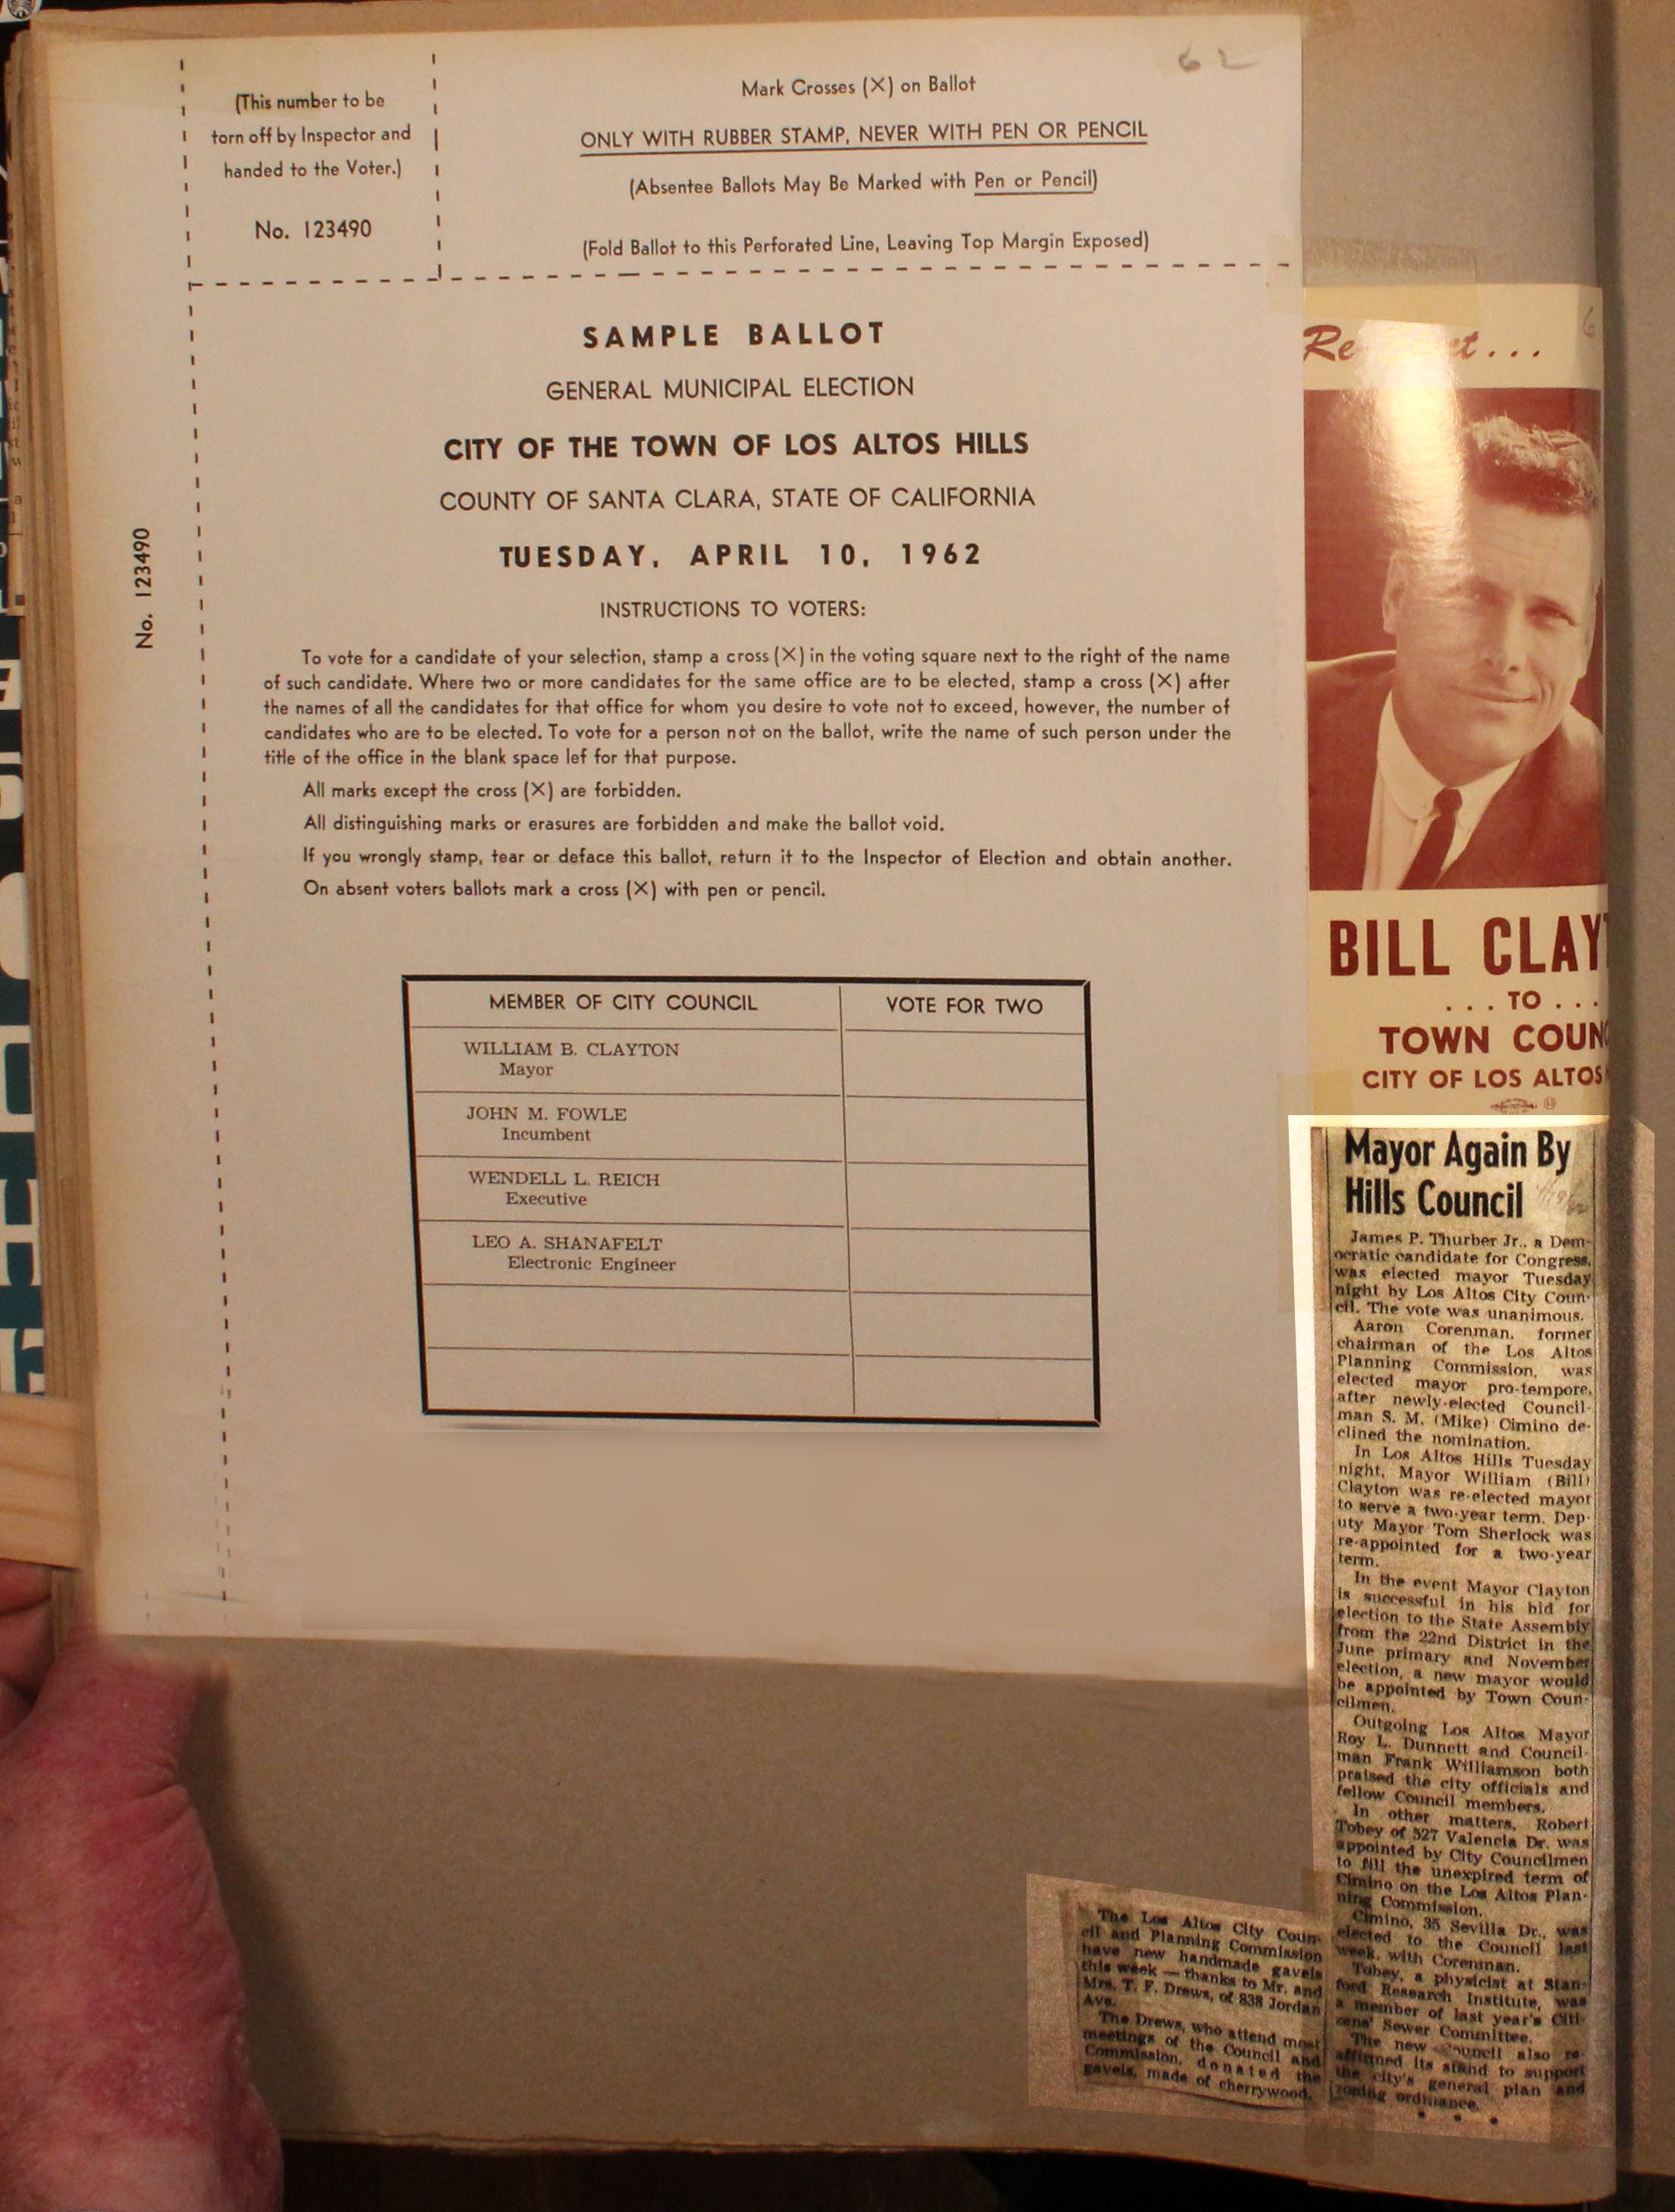 62
(This number to be
torn off by Inspector and
handed to the Voter.)
No. 123490
Mark Crosses (X) on Ballot
ONLY WITH RUBBER STAMP, NEVER WITH PEN OR PENCIL
(Absentee Ballots May Be Marked with Pen or Pencil)
(Fold Ballot to this Perforated Line, Leaving Top Margin Exposed)
No. 123490
SAMPLE BALLOT
GENERAL MUNICIPAL ELECTION
CITY OF THE TOWN OF LOS ALTOS HILLS
COUNTY OF SANTA CLARA, STATE OF CALIFORNIA
TUESDAY, APRIL 10, 1962
INSTRUCTIONS TO VOTERS:
To vote for a candidate of your selection, stamp a cross (X) in the voting square next to the right of the name
of such candidate. Where two or more candidates for the same office are to be elected, stamp a cross (X) after
the names of all the candidates for that office for whom you desire to vote not to exceed, however, the number of
candidates who are to be elected. To vote for a person not on the ballot, write the name of such person under the
title of the office in the blank space lef for that purpose.
All marks except the cross (X) are forbidden.
All distinguishing marks or erasures are forbidden and make the ballot void.
If you wrongly stamp, tear or deface this ballot, return it to the Inspector of Election and obtain another.
On absent voters ballots mark a cross (X) with pen or pencil.
MEMBER OF CITY COUNCIL
VOTE FOR TWO
WILLIAM B. CLAYTON
Mayor
JOHN M. FOWLE
Incumbent
WENDELL L. REICH
Executive
LEO A. SHANAFELT
Electronic Engineer
BILL CLAY
... TO ...
TOWN COUN
CITY OF LOS ALTOS
Mayor Again By
Hills Council
James P. Thurber Jr., a Dem-
ocratic candidate for Congress,
was elected mayor Tuesday
night by Los Altos City Coun-
cil. The vote was unanimous.
Aaron Corenman, former
chairman of the Los Altos
Planning Commission, was
elected mayor pro-tempore,
after newly-elected Council-
man S. M. (Mike) Cimino de-
clined the nomination.
In Los Altos Hills Tuesday
night, Mayor William (Bill)
Clayton was re-elected mayor
to serve a two-year term. Dep-
uty Mayor Tom Sherlock was
re-appointed for a two-year
term.
In the event Mayor Clayton
is successful in his bid for
election to the State Assembly
from the 22nd District in the
June primary and November
election, a new mayor would
be appointed by Town Coun-
cilmen.
Outgoing Los Altos Mayor
Roy L. Dunnett and Council-
man Frank Williamson both
praised the city officials and
fellow Council members.
In other matters, Robert
Tobey of 527 Valencia Dr. was
appointed by City Councilmen
to fill the unexpired term of
Cimino on the Los Altos Plan-
ning Commission.
Cimino, 35 Sevilla Dr., was
elected to the Council last
week, with Corenman.
Tobey, a physicist at Stan-
ford Research Institute, was
a member of last year's Citi-
zens' Sewer Committee.
The new Council also re-
affirmed its stand to support
the city's general plan and
zoning ordinance.
The Los Altos City Coun-
cil and Planning Commission
have new handmade gavels
this week — thanks to Mr. and
Mrs. T. F. Drews, of 838 Jordan
Ave.
The Drews, who attend most
meetings of the Council and
Commission, donated the
gavels, made of cherrywood.